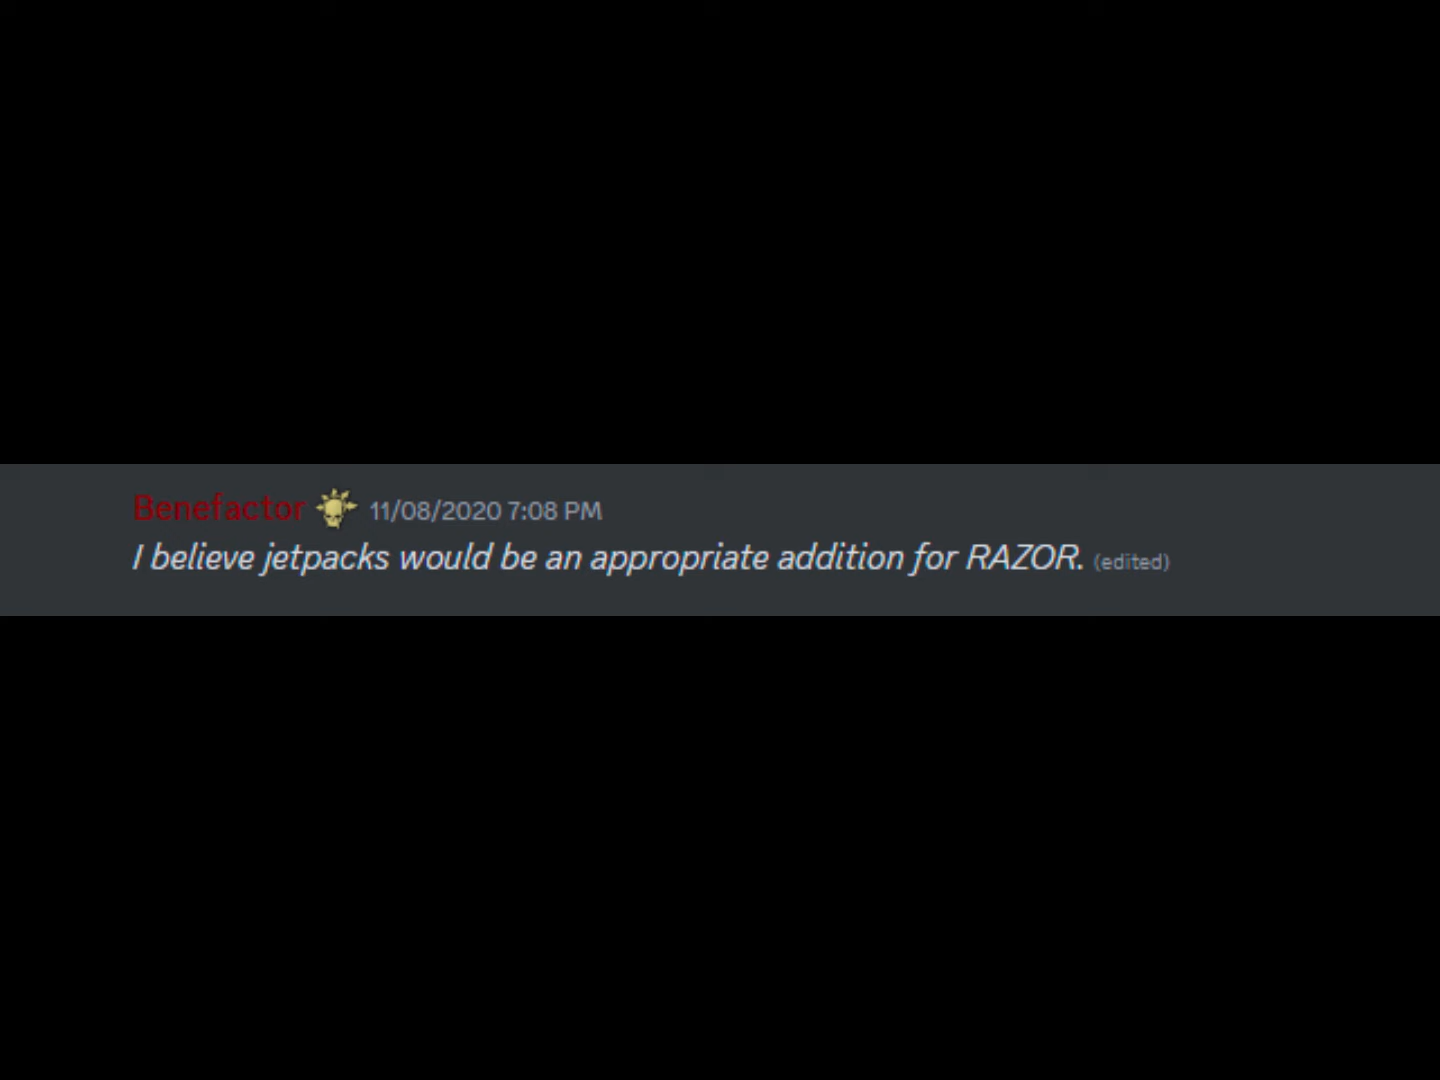 Benefactor 11/08/2020 7:08 PM
I believe jetpacks would be an appropriate addition for RAZOR. (edited)